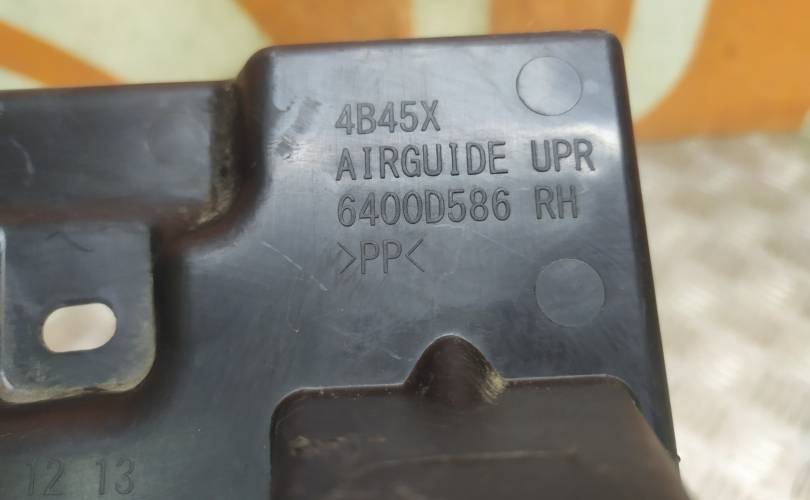 4B45X
AIRGUIDE UPR
6400D586 RH
>PP<
12 13